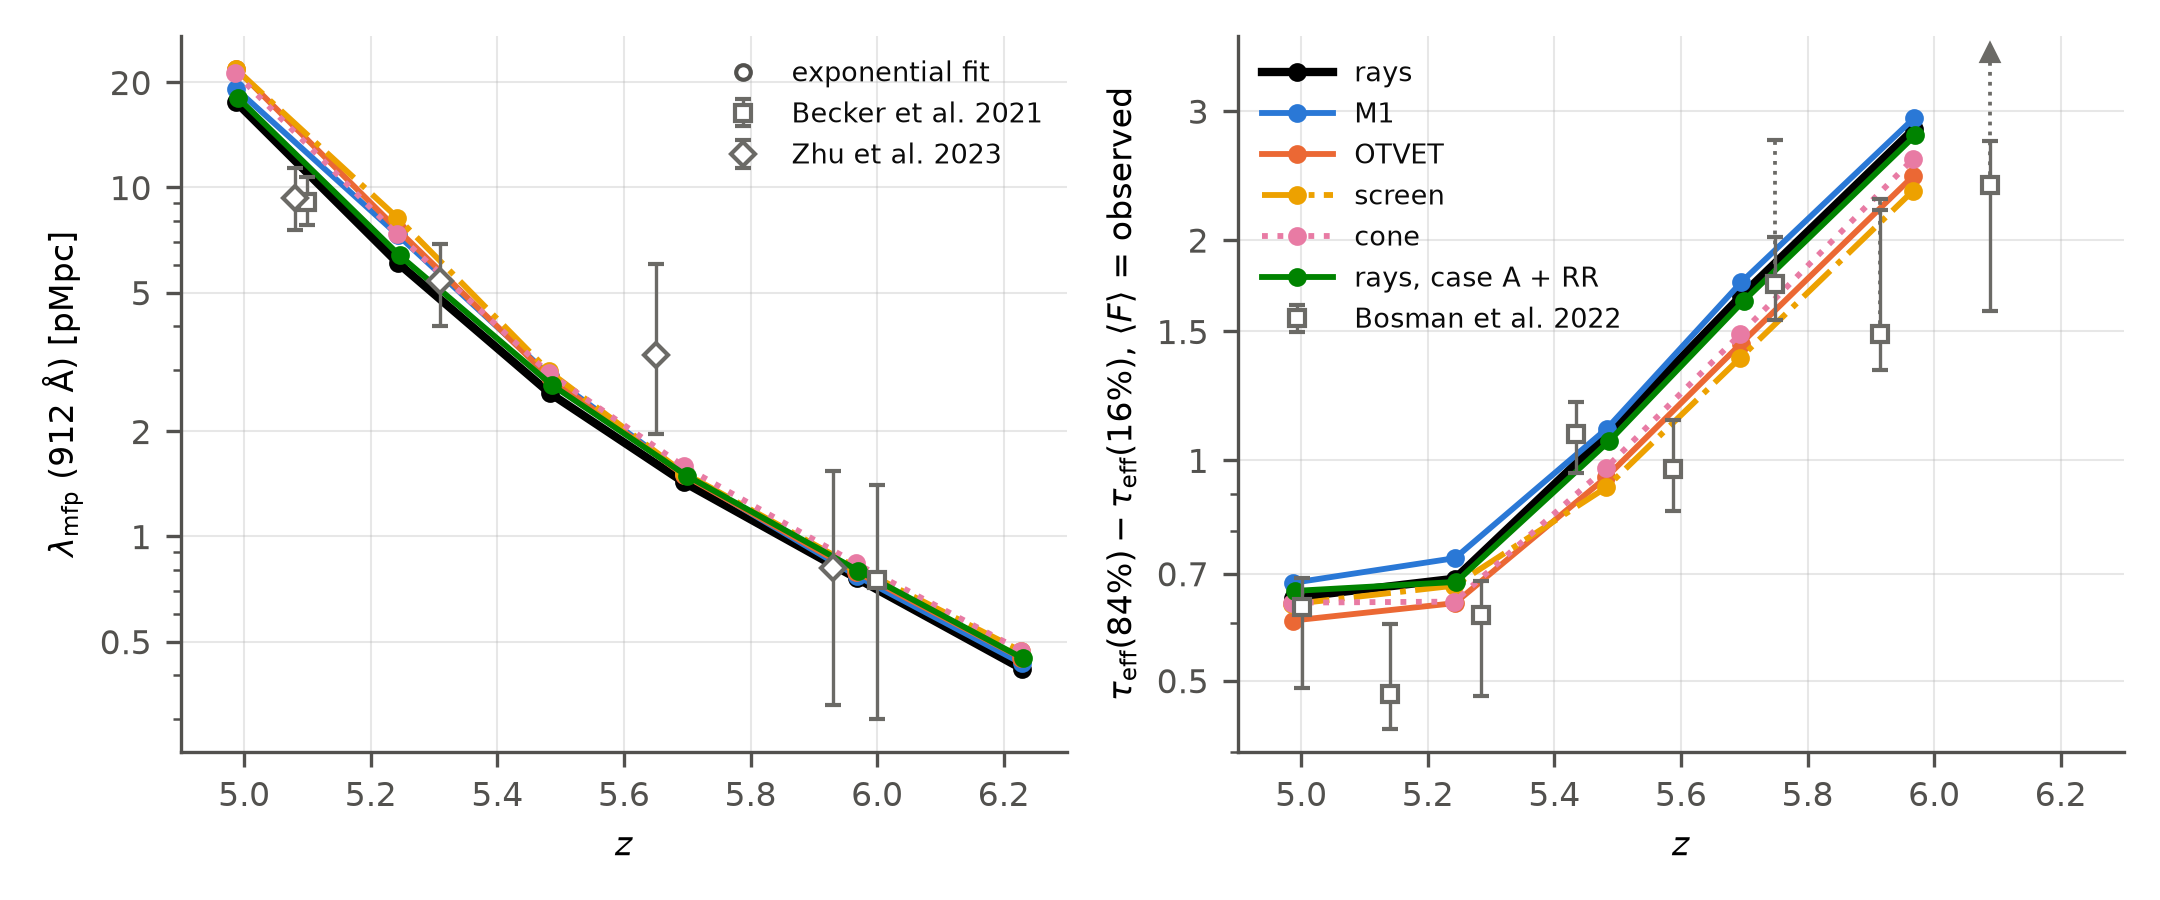 λmfp (912 Å) [pMpc]
20
10
5
2
1
0.5
5.0 5.2 5.4 5.6 5.8 6.0 6.2
z
exponential fit
Becker et al. 2021
Zhu et al. 2023
τeff(84%) − τeff(16%), ⟨F⟩ = observed
3
2
1.5
1
0.7
0.5
5.0 5.2 5.4 5.6 5.8 6.0 6.2
z
rays
M1
OTVET
screen
cone
rays, case A + RR
Bosman et al. 2022